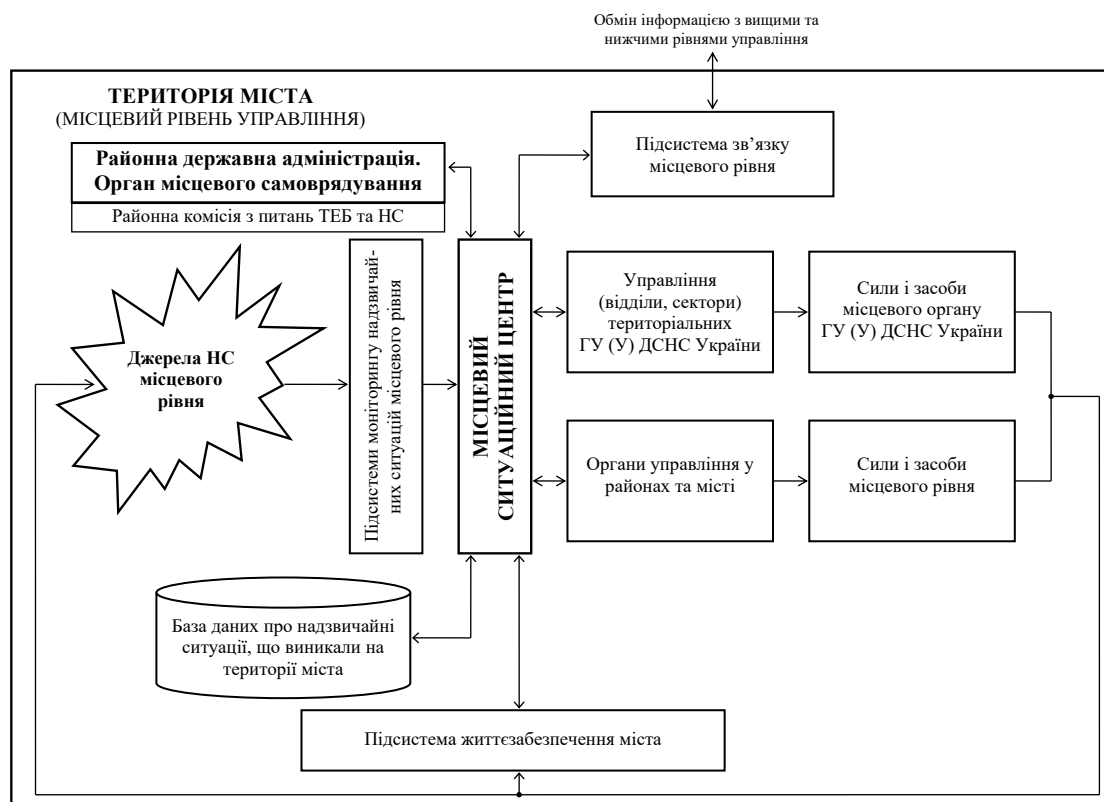 Обмін інформацією з вищими та
нижчими рівнями управління
ТЕРИТОРІЯ МІСТА
(МІСЦЕВИЙ РІВЕНЬ УПРАВЛІННЯ)
Районна державна адміністрація.
Орган місцевого самоврядування
Районна комісія з питань ТЕБ та НС
Підсистема зв’язку
місцевого рівня
Джерела НС
місцевого
рівня
Підсистеми моніторингу надзвичай-
них ситуацій місцевого рівня
МІСЦЕВИЙ
СИТУАЦІЙНИЙ ЦЕНТР
Управління
(відділи, сектори)
територіальних
ГУ (У) ДСНС України
Сили і засоби
місцевого органу
ГУ (У) ДСНС України
Органи управління у
районах та місті
Сили і засоби
місцевого рівня
База даних про надзвичайні
ситуації, що виникали на
території міста
Підсистема життєзабезпечення міста